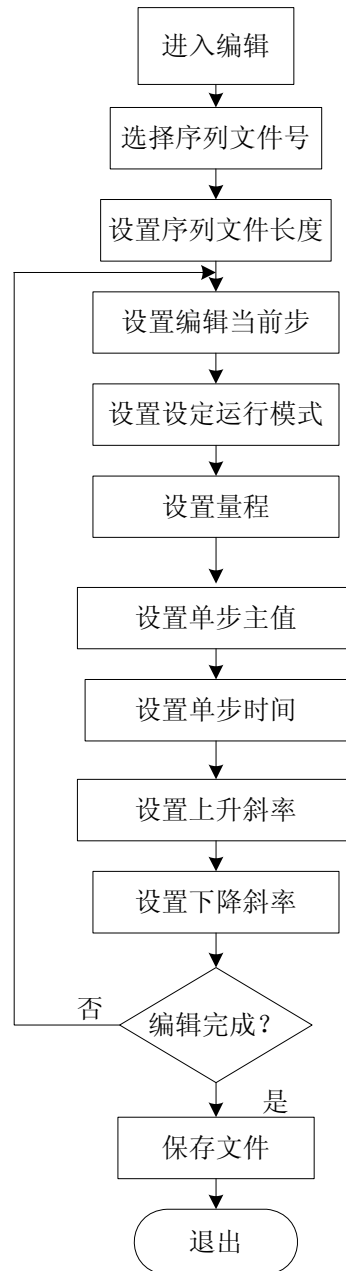 进入编辑
选择序列文件号
设置序列文件长度
设置编辑当前步
设置设定运行模式
设置量程
设置单步主值
设置单步时间
设置上升斜率
设置下降斜率
否
编辑完成？
是
保存文件
退出